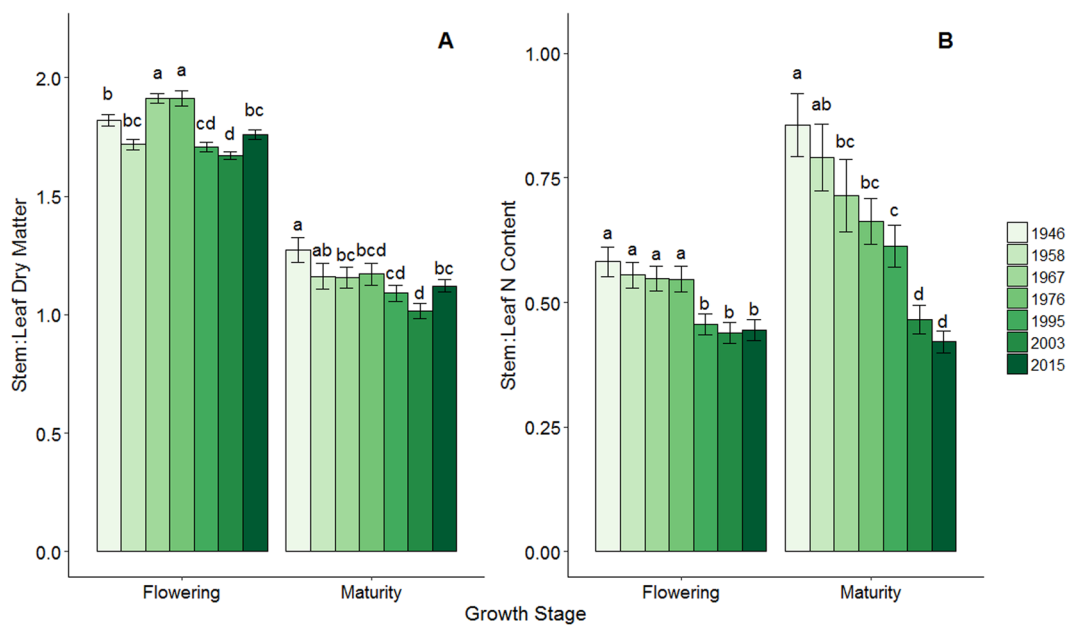 A
Stem:Leaf Dry Matter
2.0
1.5
1.0
0.5
0.0
b bc a a cd d bc
a ab bc bcd cd d bc
Flowering Maturity
B
Stem:Leaf N Content
1.00
0.75
0.50
0.25
0.00
a a a a b b b
a ab bc bc c d d
Flowering Maturity
Growth Stage
1946
1958
1967
1976
1995
2003
2015